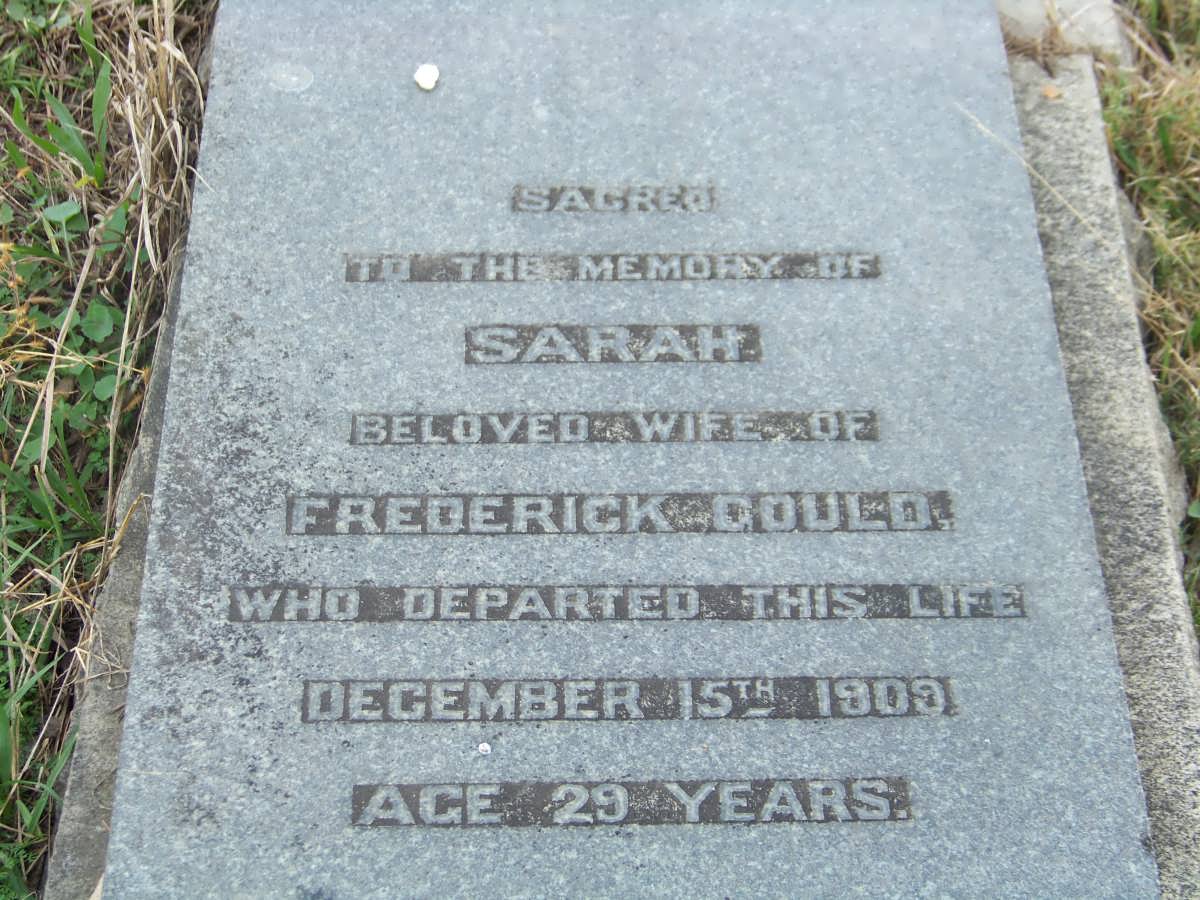 SACRED
TO THE MEMORY OF
SARAH.
BELOVED WIFE OF
FREDERICK GOULD.
WHO DEPARTED THIS LIFE
DECEMBER 15TH 1909.
AGE 29 YEARS.